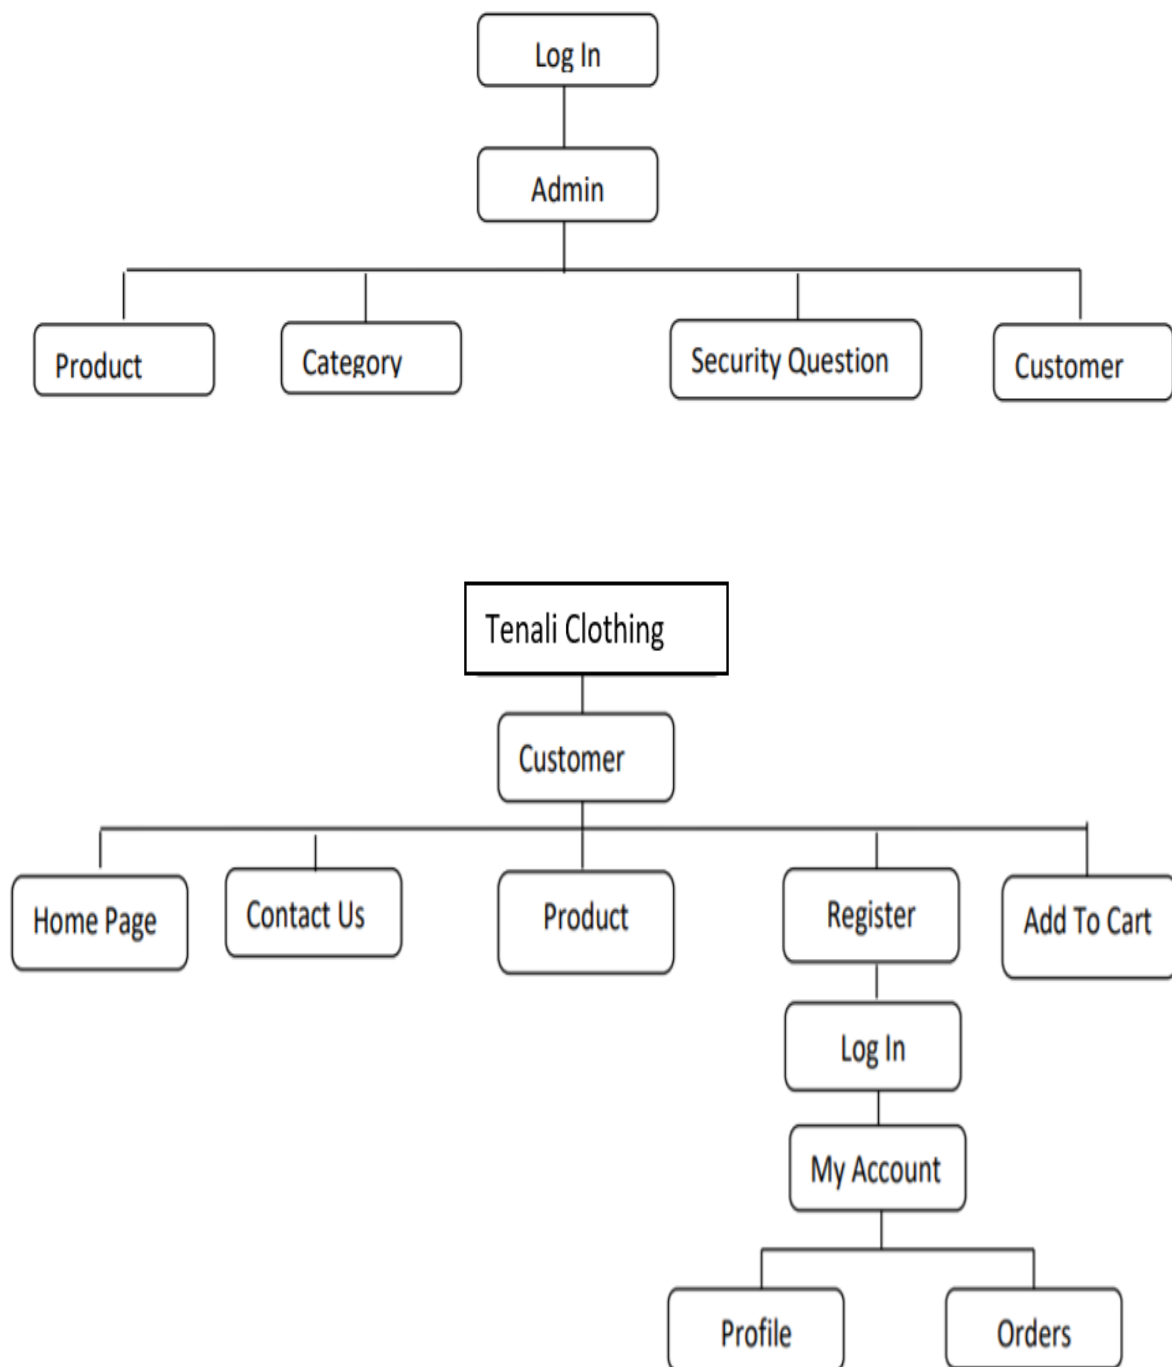 Log In
Admin
Product
Category
Security Question
Customer
Tenali Clothing
Customer
Home Page
Contact Us
Product
Register
Add To Cart
Log In
My Account
Profile
Orders